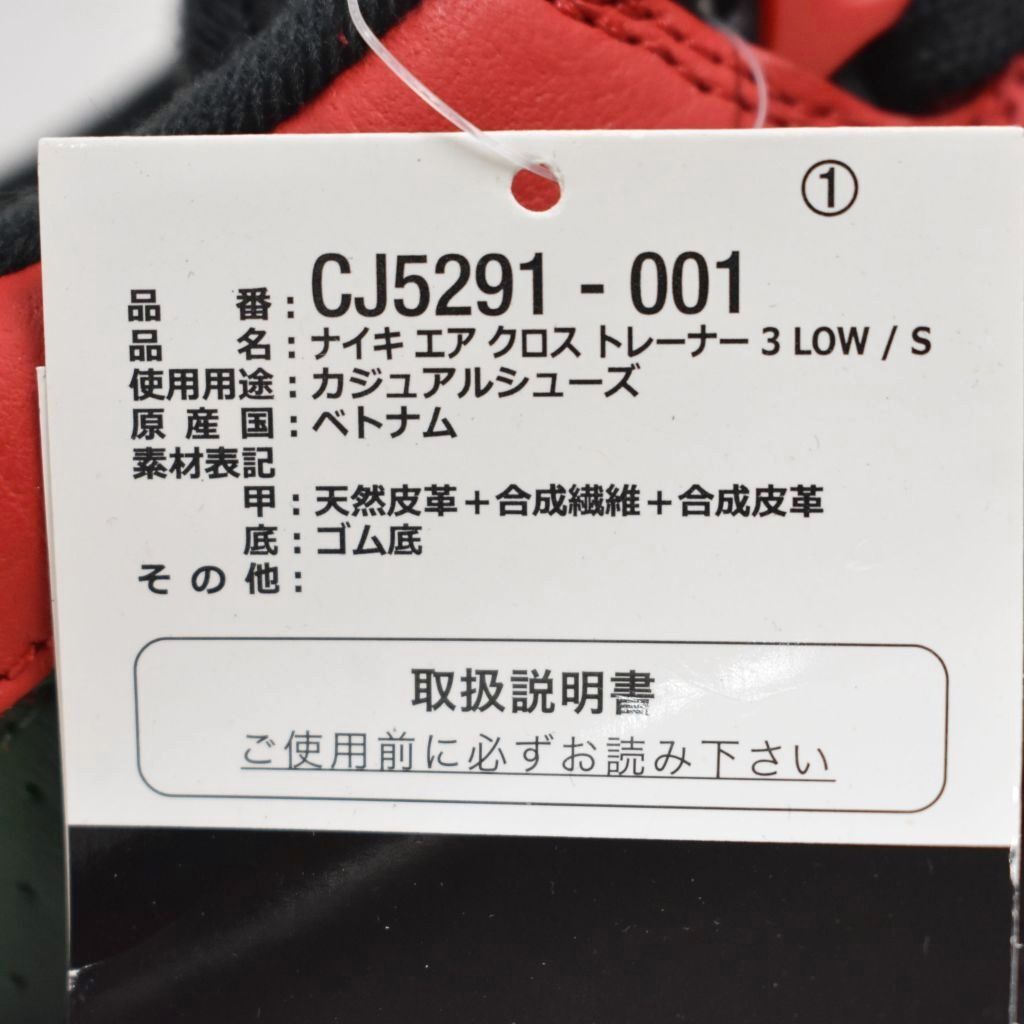 ①
品 番：CJ5291 - 001
品 名：ナイキ エア クロス トレーナー 3 LOW / S
使用用途：カジュアルシューズ
原 産 国：ベトナム
素材表記
甲：天然皮革＋合成繊維＋合成皮革
底：ゴム底
そ の 他：
取扱説明書
ご使用前に必ずお読み下さい